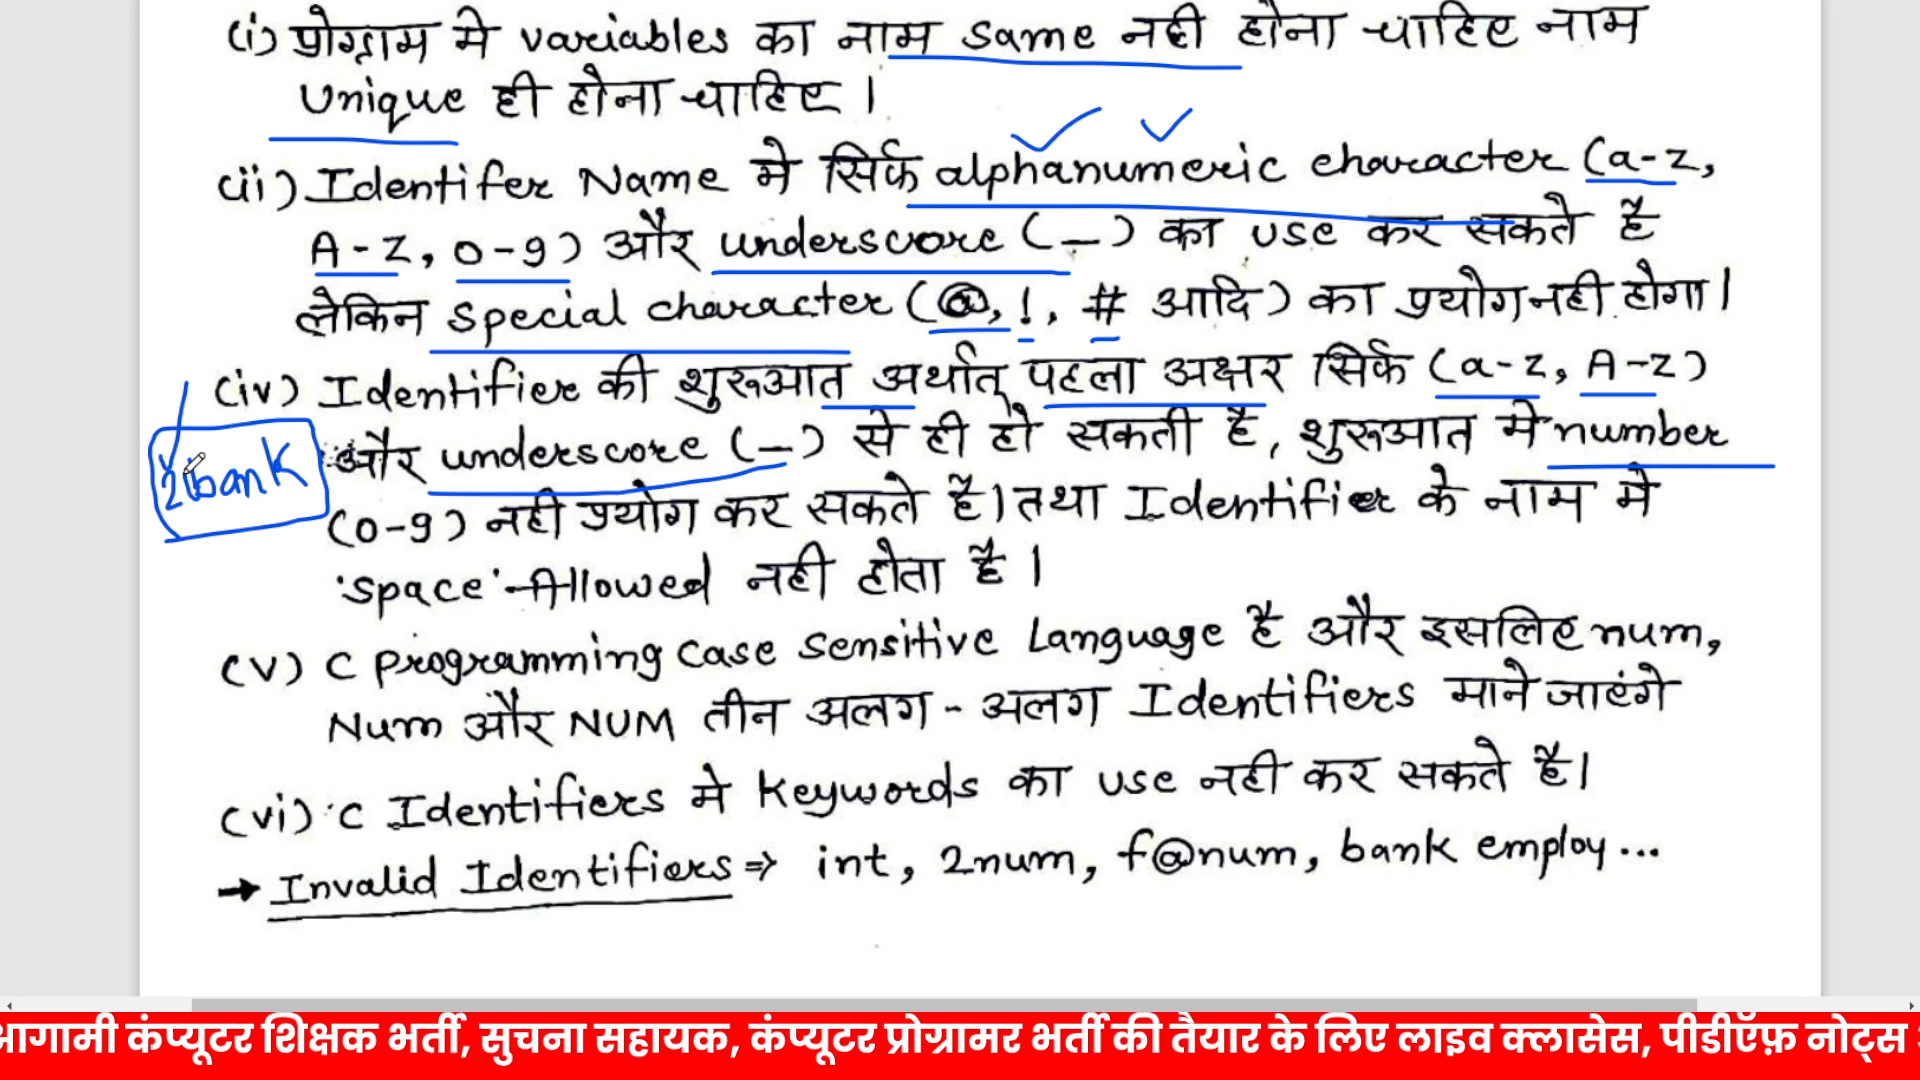 (i) प्रोग्राम मे variables का नाम same नही होना चाहिए नाम
Unique ही होना चाहिए।
(ii) Identifer Name मे सिर्फ alphanumeric character (a-z,
A-Z, 0-9) और underscore (_) का use कर सकते है
लेकिन special character (@, !, # आदि) का प्रयोग नही होगा।
(iv) Identifier की शुरूआत अर्थात् पहला अक्षर सिर्फ (a-z, A-Z)
और underscore (_) से ही हो सकती है, शुरूआत मे number
(0-9) नही प्रयोग कर सकते है। तथा Identifier के नाम मे
'space' Allowed नही होता है।
(v) C programming case sensitive Language है और इसलिए num,
Num और NUM तीन अलग - अलग Identifiers माने जाएंगे
(vi) C Identifiers मे keywords का use नही कर सकते है।
→ Invalid Identifiers ⇒ int, 2num, f@num, bank employ...
bank
आगामी कंप्यूटर शिक्षक भर्ती, सुचना सहायक, कंप्यूटर प्रोग्रामर भर्ती की तैयार के लिए लाइव क्लासेस, पीडीऍफ़ नोट्स